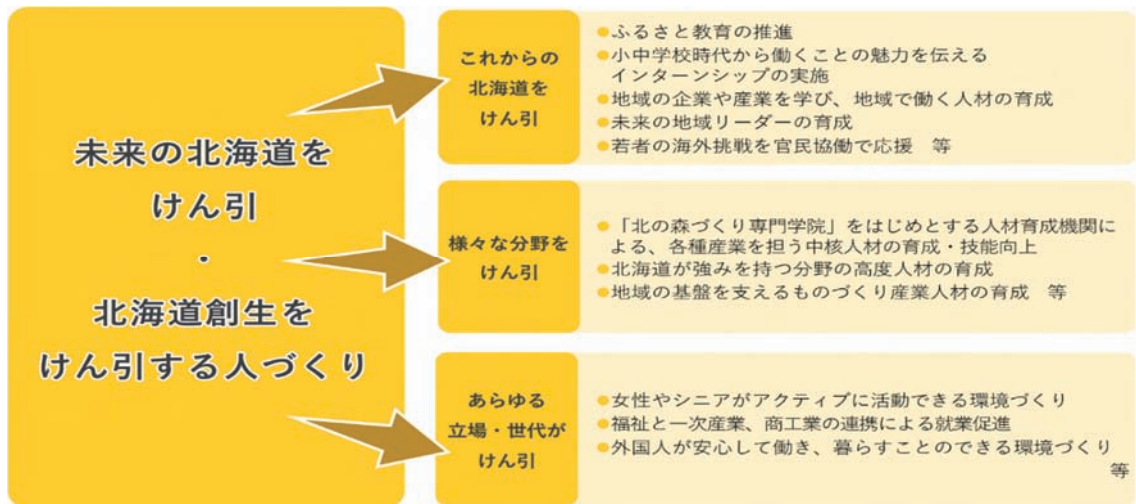 未来の北海道を
けん引
・
北海道創生を
けん引する人づくり
これからの
北海道を
けん引
●ふるさと教育の推進
●小中学校時代から働くことの魅力を伝える
インターンシップの実施
●地域の企業や産業を学び、地域で働く人材の育成
●未来の地域リーダーの育成
●若者の海外挑戦を官民協働で応援　等
様々な分野を
けん引
●「北の森づくり専門学院」をはじめとする人材育成機関に
よる、各種産業を担う中核人材の育成・技能向上
●北海道が強みを持つ分野の高度人材の育成
●地域の基盤を支えるものづくり産業人材の育成　等
あらゆる
立場・世代が
けん引
●女性やシニアがアクティブに活動できる環境づくり
●福祉と一次産業、商工業の連携による就業促進
●外国人が安心して働き、暮らすことのできる環境づくり
等